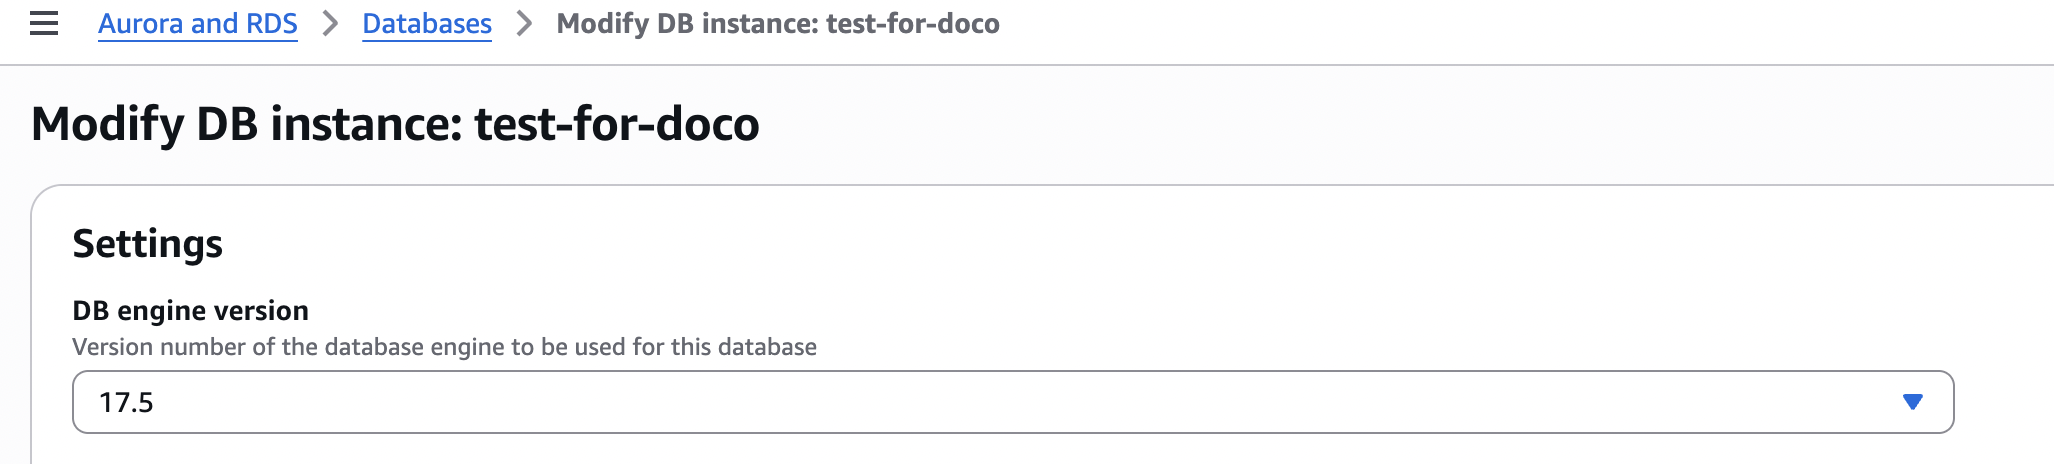 Aurora and RDS > Databases > Modify DB instance: test-for-doco
Modify DB instance: test-for-doco
Settings
DB engine version
Version number of the database engine to be used for this database
17.5